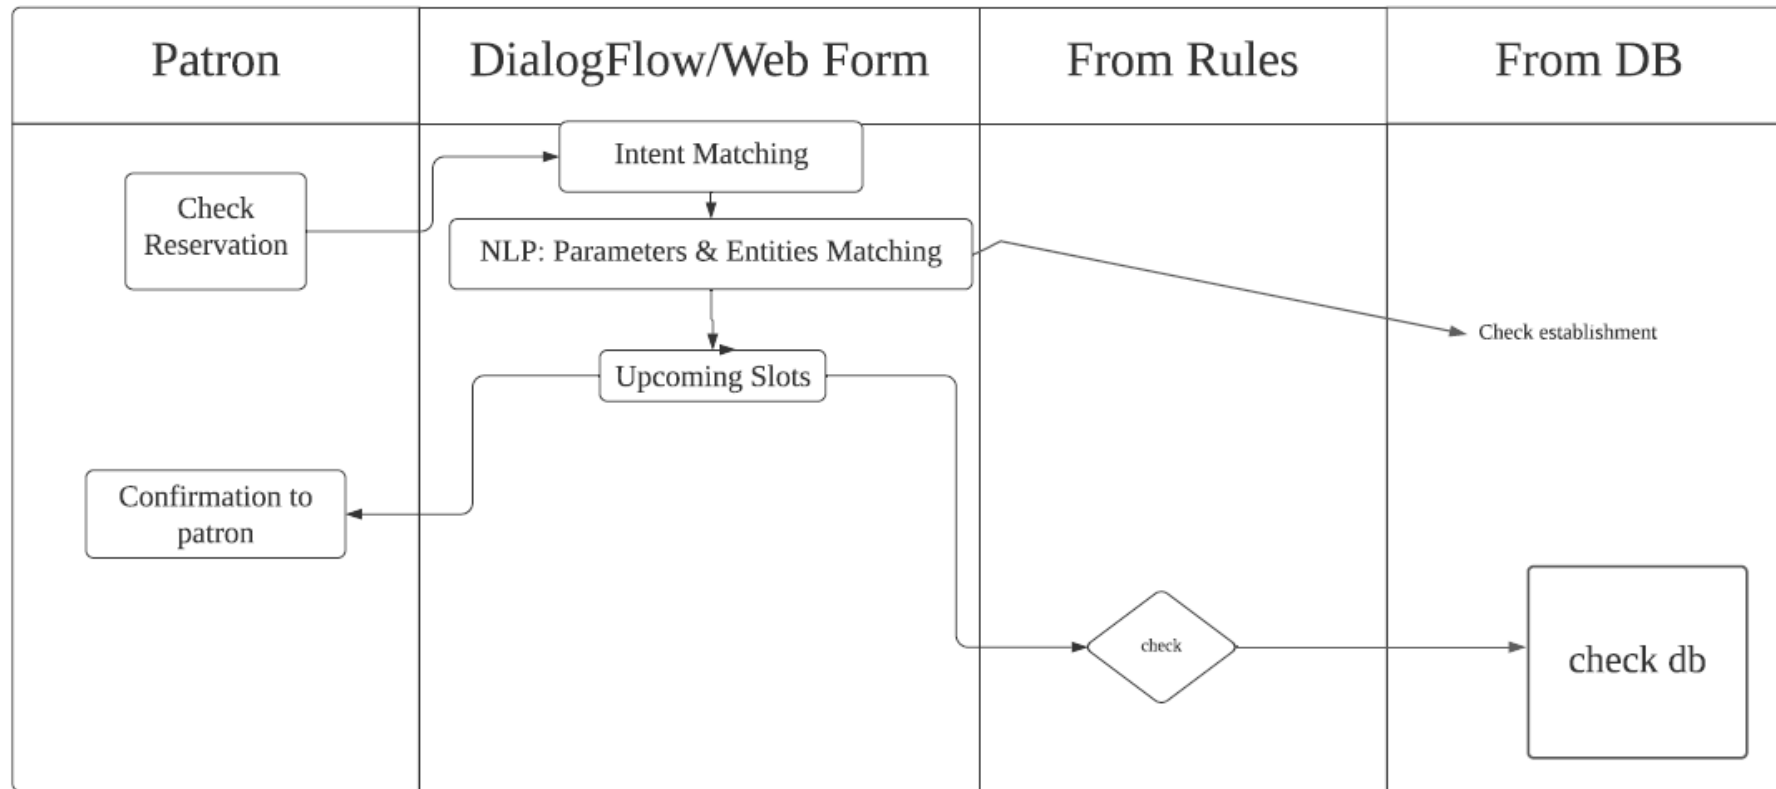 Patron
DialogFlow/Web Form
From Rules
From DB
Intent Matching
Check
Reservation
NLP: Parameters & Entities Matching
Check establishment
Upcoming Slots
Confirmation to
patron
check
check db